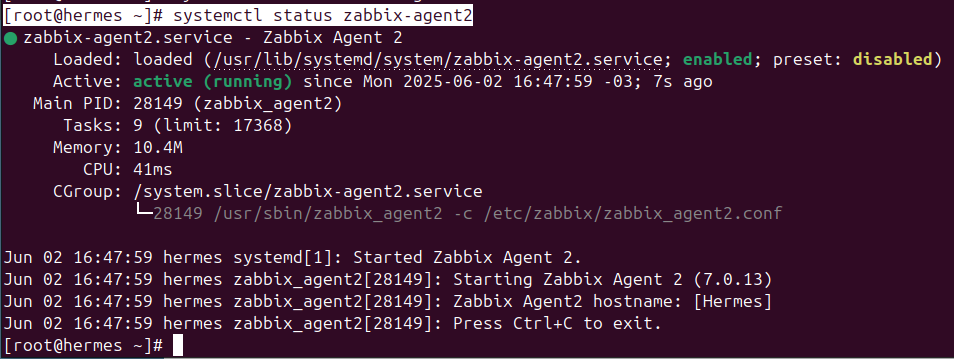 [root@hermes ~]# systemctl status zabbix-agent2
● zabbix-agent2.service - Zabbix Agent 2
Loaded: loaded (/usr/lib/systemd/system/zabbix-agent2.service; enabled; preset: disabled)
Active: active (running) since Mon 2025-06-02 16:47:59 -03; 7s ago
Main PID: 28149 (zabbix_agent2)
Tasks: 9 (limit: 17368)
Memory: 10.4M
CPU: 41ms
CGroup: /system.slice/zabbix-agent2.service
└─28149 /usr/sbin/zabbix_agent2 -c /etc/zabbix/zabbix_agent2.conf
Jun 02 16:47:59 hermes systemd[1]: Started Zabbix Agent 2.
Jun 02 16:47:59 hermes zabbix_agent2[28149]: Starting Zabbix Agent 2 (7.0.13)
Jun 02 16:47:59 hermes zabbix_agent2[28149]: Zabbix Agent2 hostname: [Hermes]
Jun 02 16:47:59 hermes zabbix_agent2[28149]: Press Ctrl+C to exit.
[root@hermes ~]#